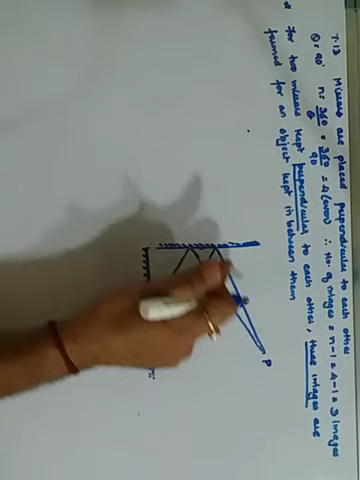 7.13 Mirrors are placed perpendicular to each other
θ = 90° n = 360/θ = 360/90 = 4 (even) ∴ No. of images = n - 1 = 4 - 1 = 3 images
for two mirrors kept perpendicular to each other, three images are
formed for an object kept in between them
P